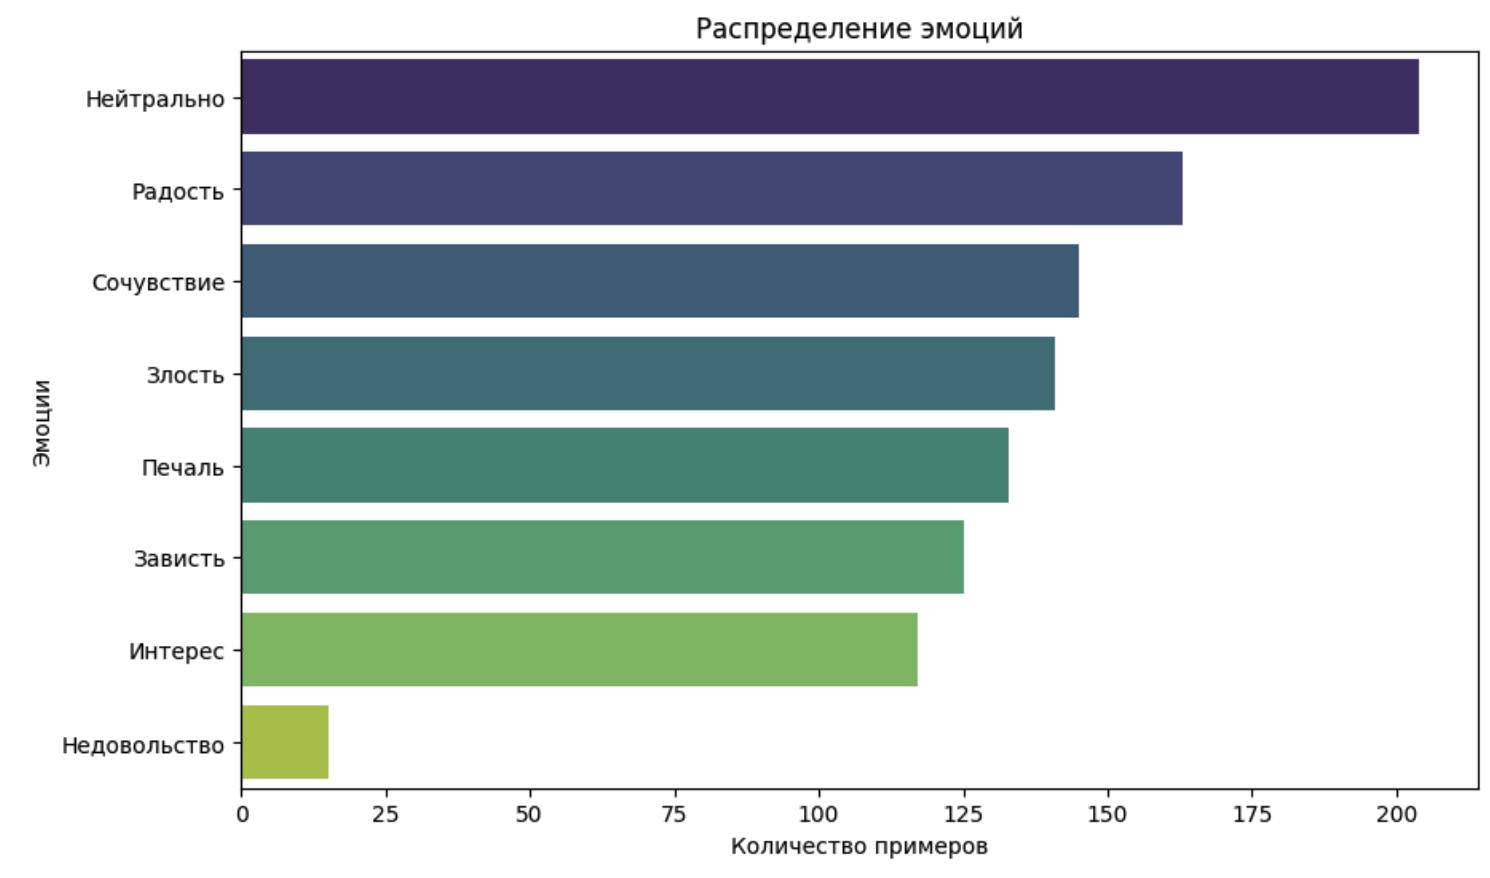 Распределение эмоций
Нейтрально
Радость
Сочувствие
Злость
Печаль
Зависть
Интерес
Недовольство
Эмоции
0 25 50 75 100 125 150 175 200
Количество примеров